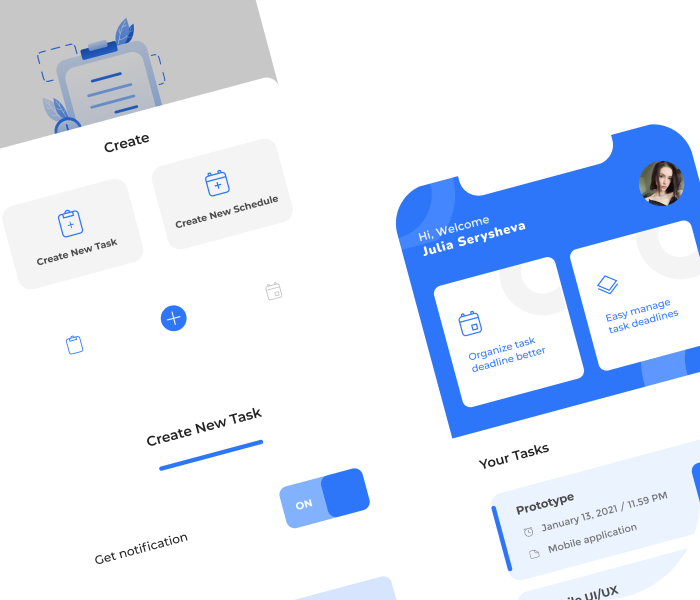 Create
Create New Task
Create New Schedule
Create New Task
ON
Get notification
Hi, Welcome
Julia Serysheva
Organize task
deadline better
Easy manage
task deadlines
Your Tasks
Prototype
January 13, 2021 / 11.59 PM
Mobile application
UI/UX